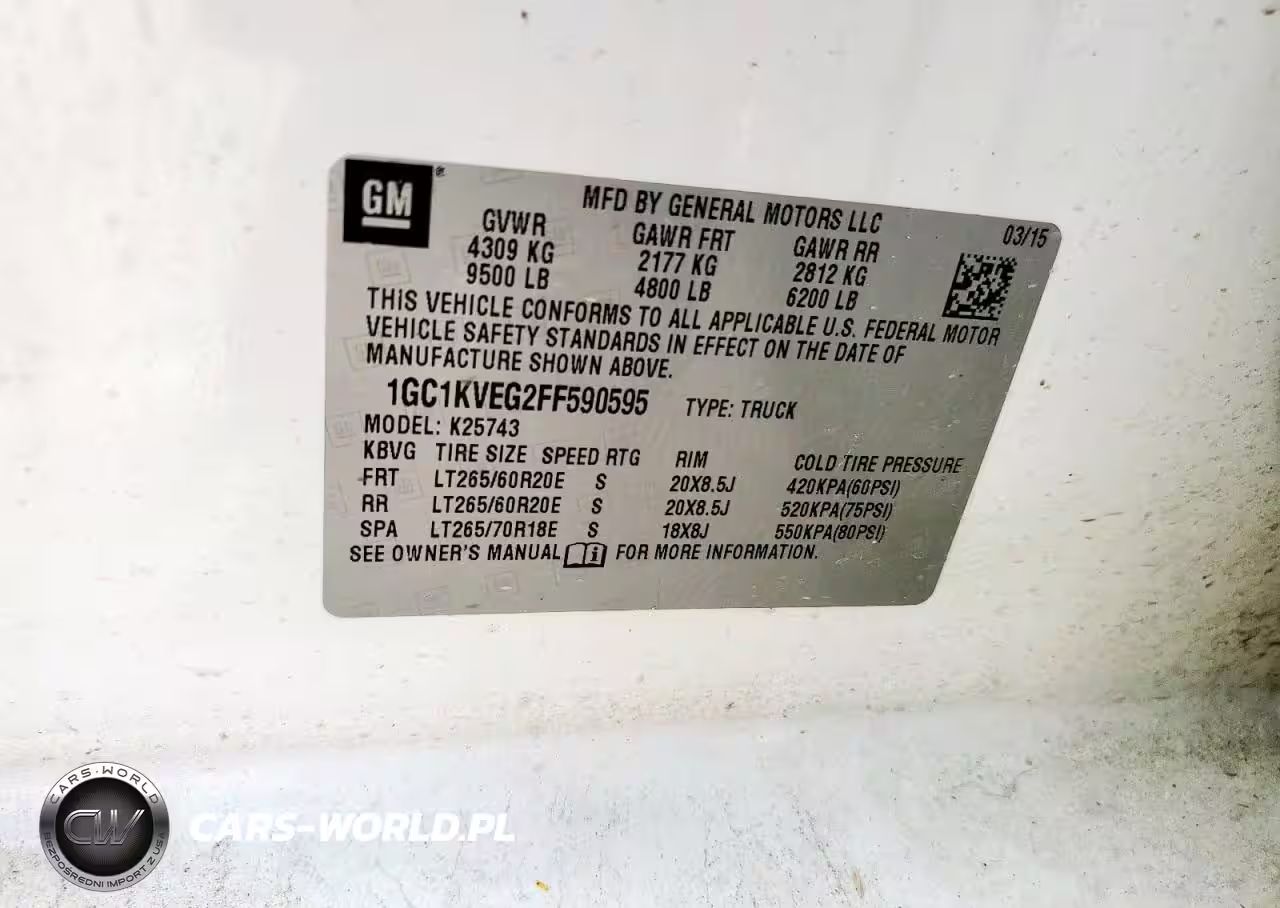 GM
MFD BY GENERAL MOTORS LLC
03/15
GVWR GAWR FRT GAWR RR
4309 KG 2177 KG 2812 KG
9500 LB 4800 LB 6200 LB
THIS VEHICLE CONFORMS TO ALL APPLICABLE U.S. FEDERAL MOTOR
VEHICLE SAFETY STANDARDS IN EFFECT ON THE DATE OF
MANUFACTURE SHOWN ABOVE.
1GC1KVEG2FF590595 TYPE: TRUCK
MODEL: K25743
KBVG TIRE SIZE SPEED RTG RIM COLD TIRE PRESSURE
FRT LT265/60R20E S 20X8.5J 420KPA(60PSI)
RR LT265/60R20E S 20X8.5J 520KPA(75PSI)
SPA LT265/70R18E S 18X8J 550KPA(80PSI)
SEE OWNER'S MANUAL i FOR MORE INFORMATION.
CARS-WORLD
CW
BEZPOŚREDNI IMPORT Z USA
CARS-WORLD.PL